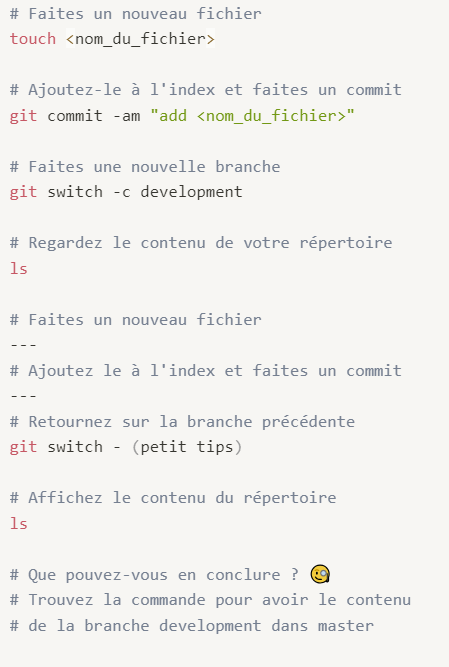 # Faites un nouveau fichier
touch <nom_du_fichier>
# Ajoutez-le à l'index et faites un commit
git commit -am "add <nom_du_fichier>"
# Faites une nouvelle branche
git switch -c development
# Regardez le contenu de votre répertoire
ls
# Faites un nouveau fichier
---
# Ajoutez le à l'index et faites un commit
---
# Retournez sur la branche précédente
git switch - (petit tips)
# Affichez le contenu du répertoire
ls
# Que pouvez-vous en conclure ? 🧐
# Trouvez la commande pour avoir le contenu
# de la branche development dans master